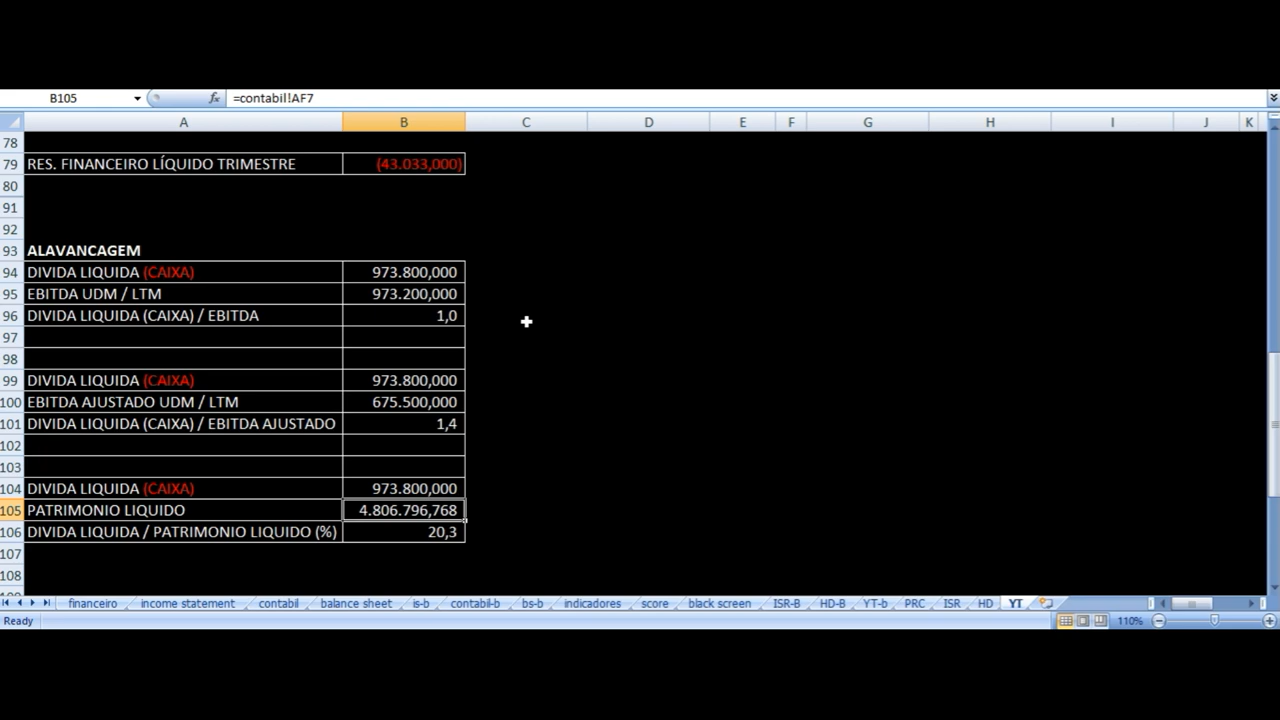 B105 fx =contabil!AF7
A B C D E F G H I J K
78
79 RES. FINANCEIRO LÍQUIDO TRIMESTRE (43.033,000)
80
91
92
93 ALAVANCAGEM
94 DIVIDA LIQUIDA (CAIXA) 973.800,000
95 EBITDA UDM / LTM 973.200,000
96 DIVIDA LIQUIDA (CAIXA) / EBITDA 1,0
97
98
99 DIVIDA LIQUIDA (CAIXA) 973.800,000
100 EBITDA AJUSTADO UDM / LTM 675.500,000
101 DIVIDA LIQUIDA (CAIXA) / EBITDA AJUSTADO 1,4
102
103
104 DIVIDA LIQUIDA (CAIXA) 973.800,000
105 PATRIMONIO LIQUIDO 4.806.796,768
106 DIVIDA LIQUIDA / PATRIMONIO LIQUIDO (%) 20,3
107
108
financeiro income statement contabil balance sheet is-b contabil-b bs-b indicadores score black screen ISR-B HD-B YT-b PRC ISR HD YT
Ready 110%